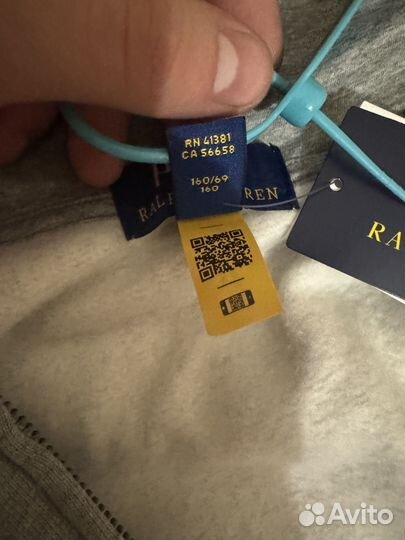 RN 41381
CA 56658
160/69
160
RAL REN
RA
Avito